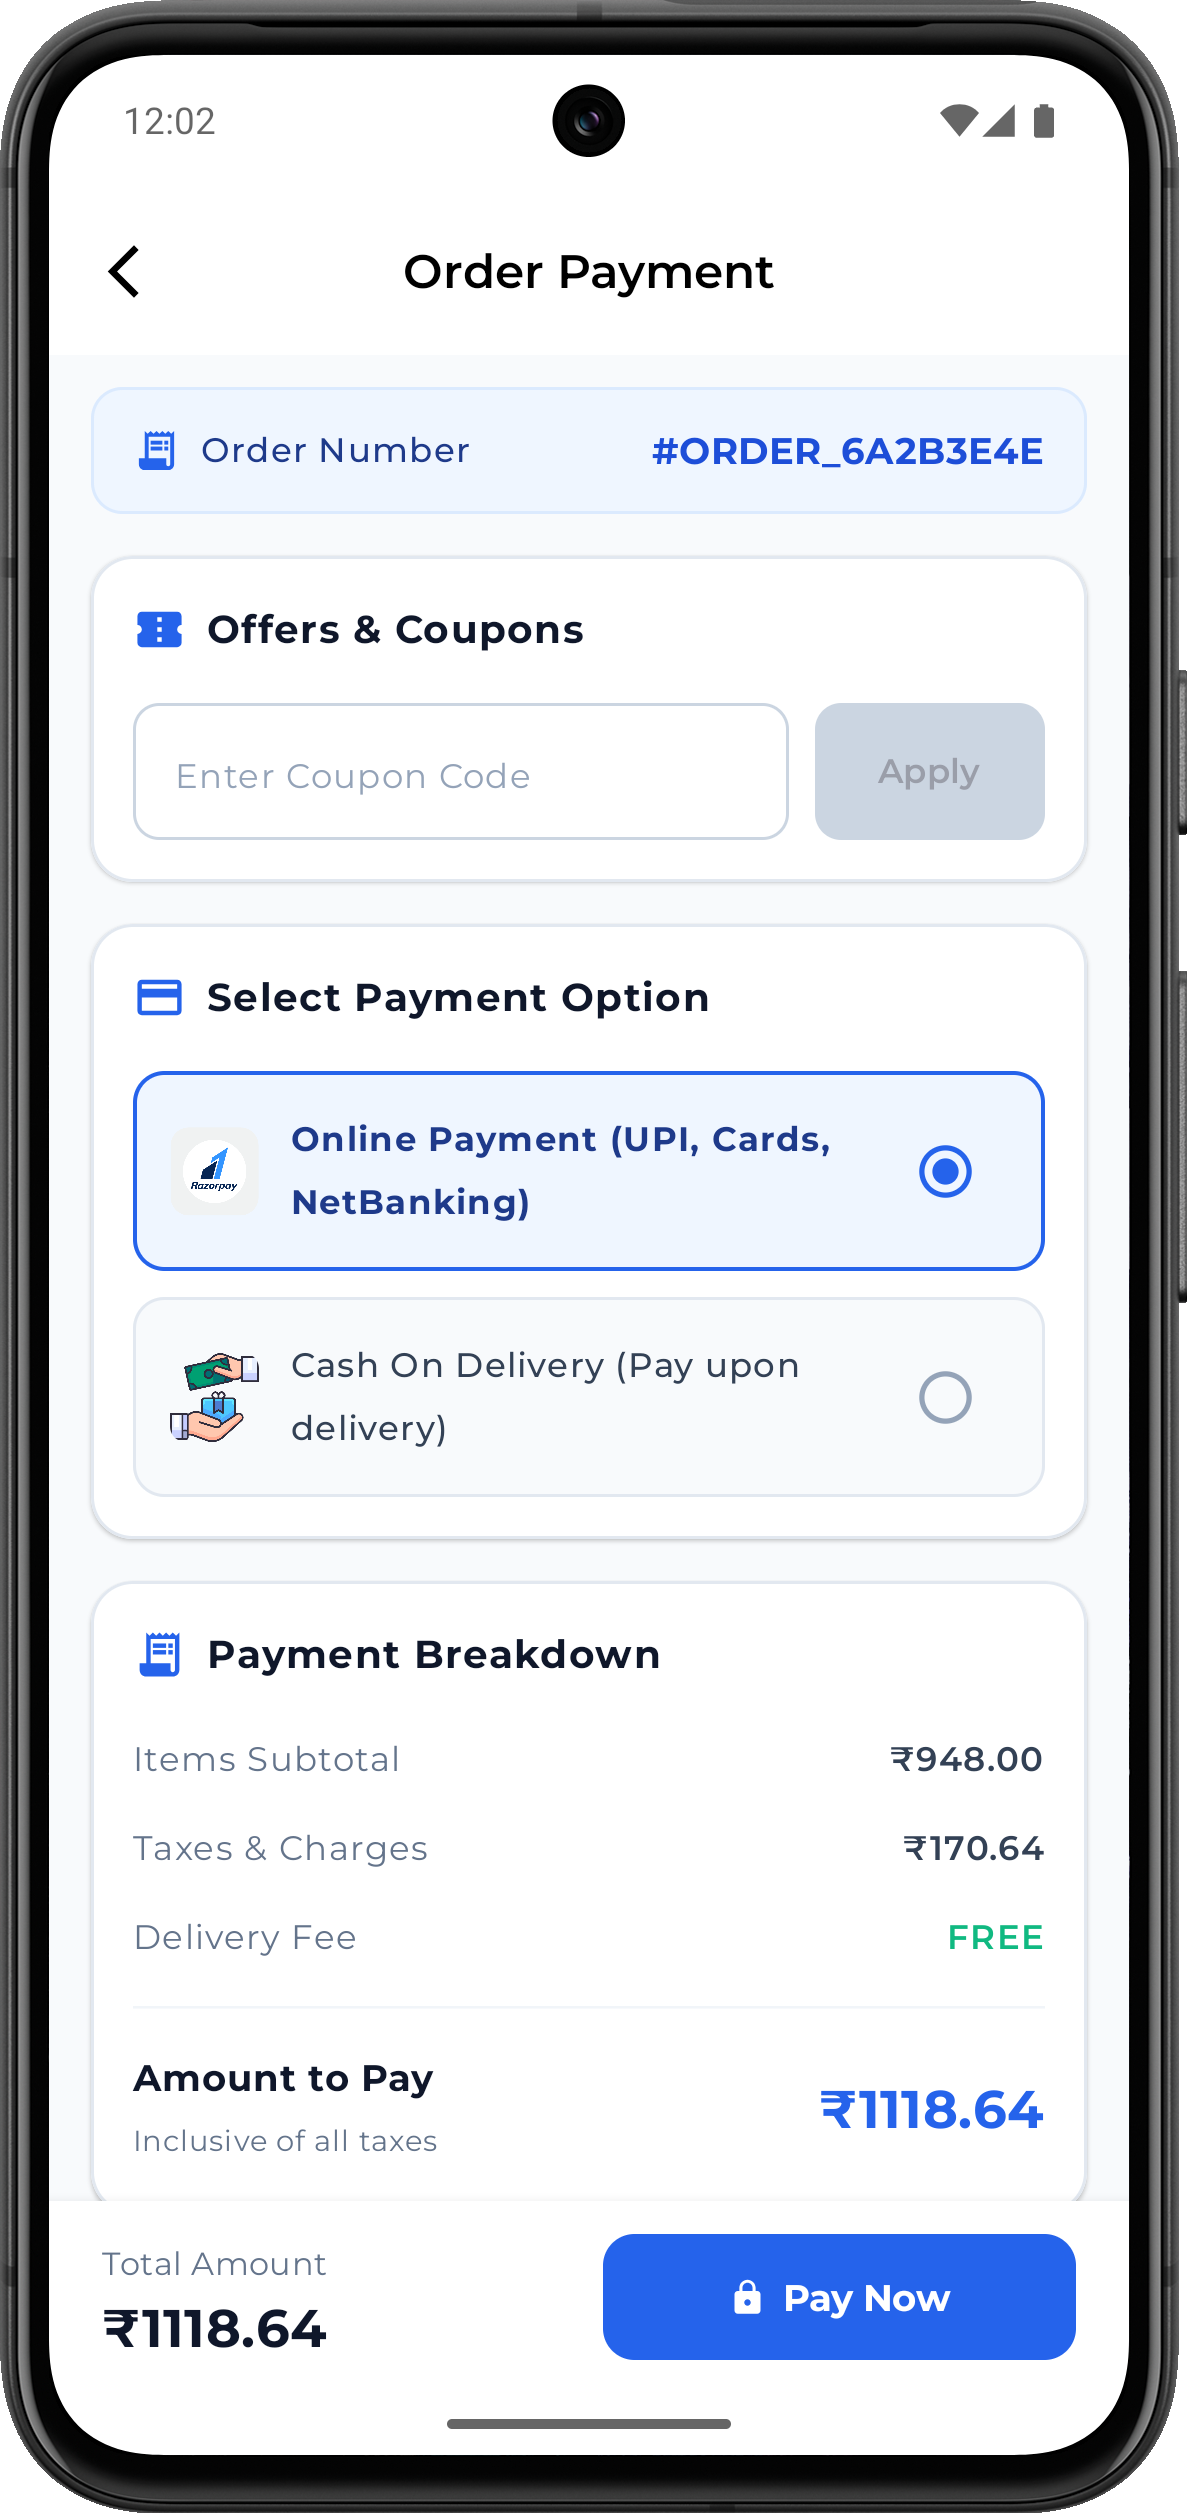 12:02
Order Payment
Order Number #ORDER_6A2B3E4E
Offers & Coupons
Enter Coupon Code Apply
Select Payment Option
Online Payment (UPI, Cards,
NetBanking)
Razorpay
Cash On Delivery (Pay upon
delivery)
Payment Breakdown
Items Subtotal ₹948.00
Taxes & Charges ₹170.64
Delivery Fee FREE
Amount to Pay ₹1118.64
Inclusive of all taxes
Total Amount
₹1118.64
Pay Now